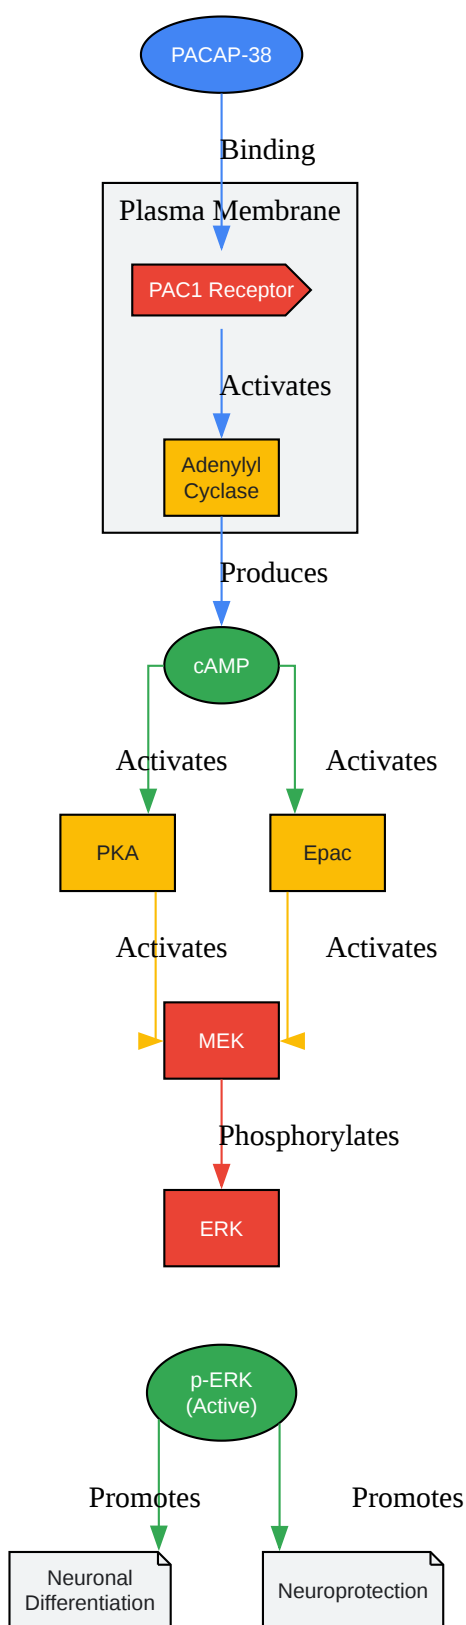 PACAP-38
Binding
Plasma Membrane
PAC1 Receptor
Activates
Adenylyl
Cyclase
Produces
cAMP
Activates
Activates
PKA
Epac
Activates
Activates
MEK
Phosphorylates
ERK
p-ERK
(Active)
Promotes
Promotes
Neuronal
Differentiation
Neuroprotection